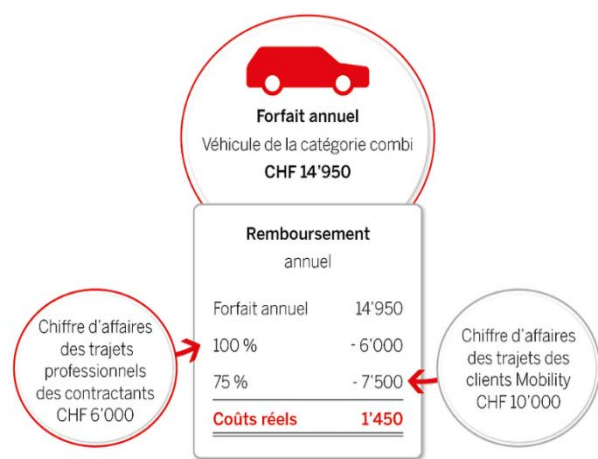 Forfait annuel
Véhicule de la catégorie combi
CHF 14'950
Remboursement
annuel
Forfait annuel 14'950
100 % - 6'000
75 % - 7'500
Coûts réels 1'450
Chiffre d'affaires
des trajets
professionnels
des contractants
CHF 6'000
Chiffre d'affaires
des trajets des
clients Mobility
CHF 10'000